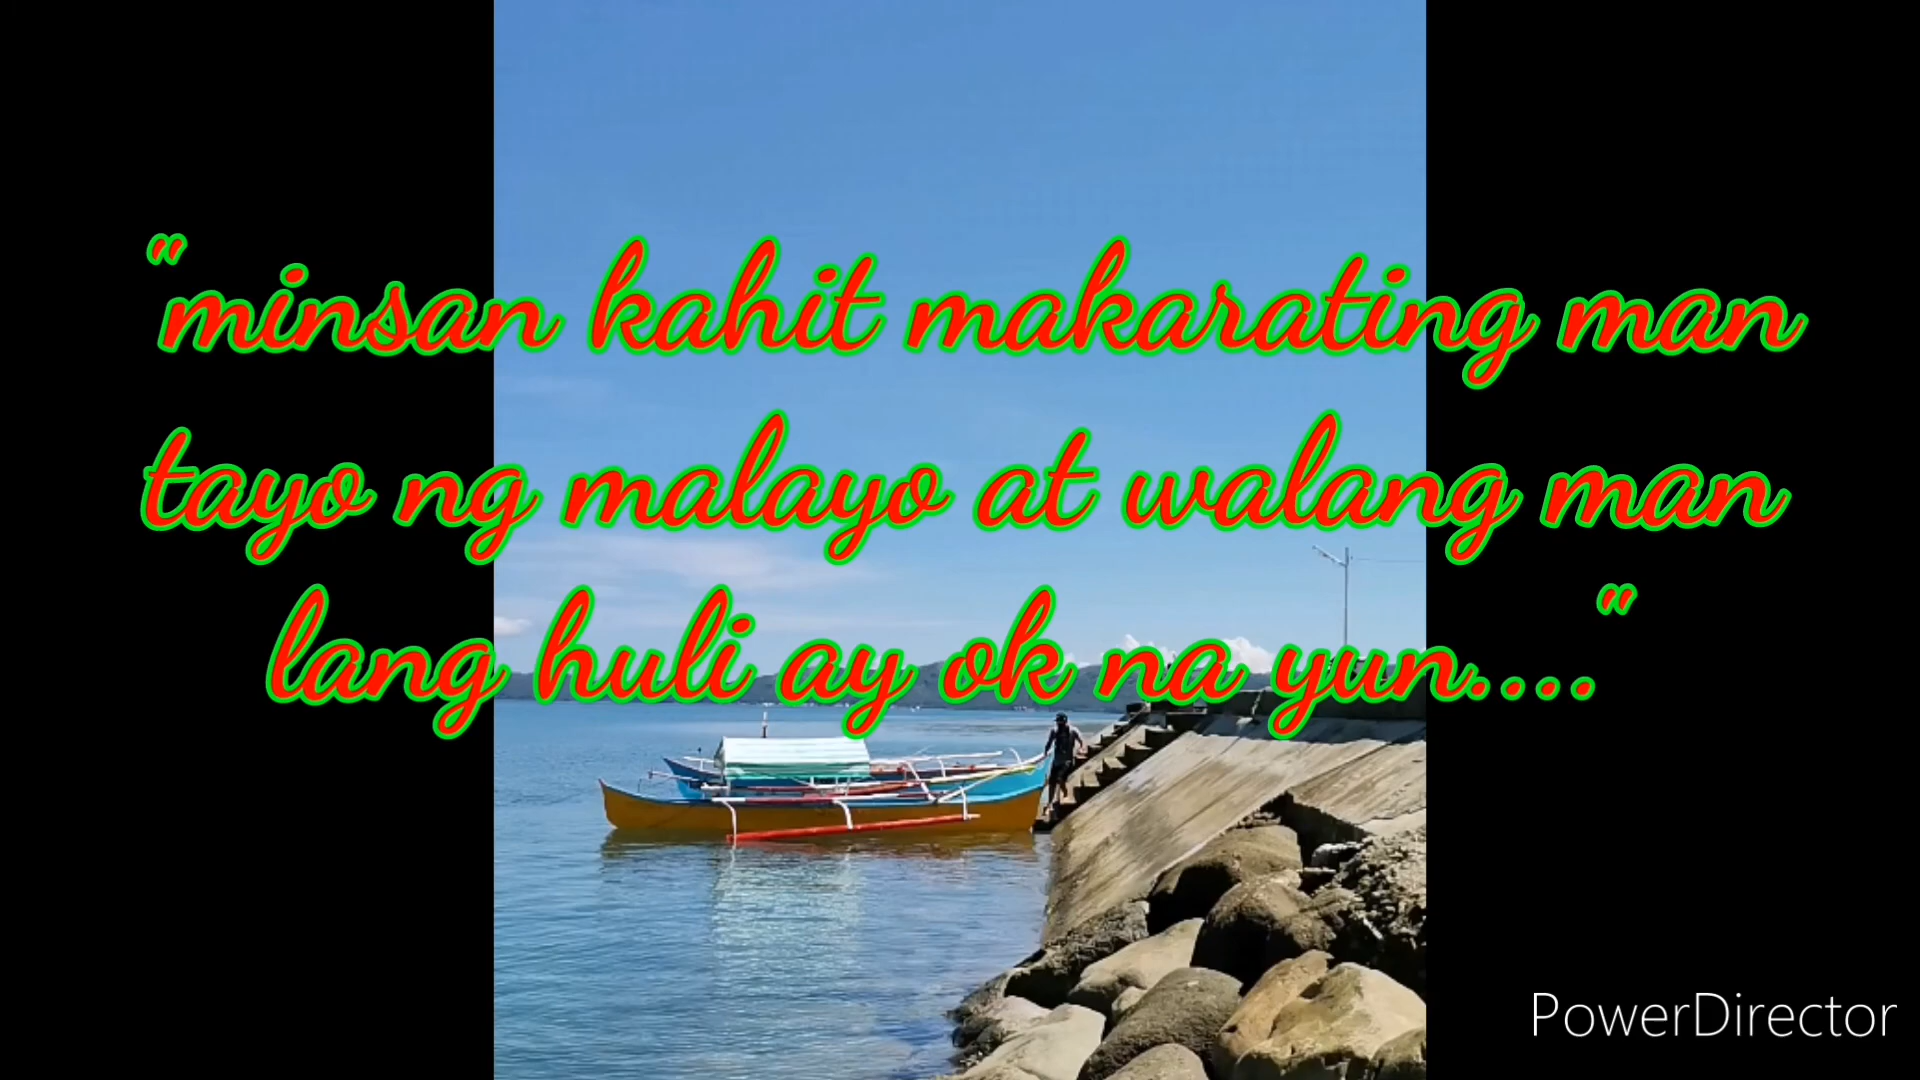 "minsan kahit makarating man
tayo ng malayo at walang man
lang huli ay ok na yun...."
PowerDirector